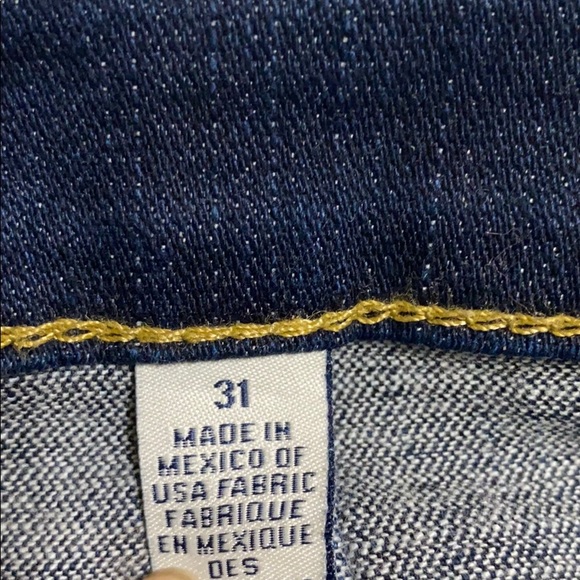 31
MADE IN
MEXICO OF
USA FABRIC
FABRIQUE
EN MEXIQUE
DES